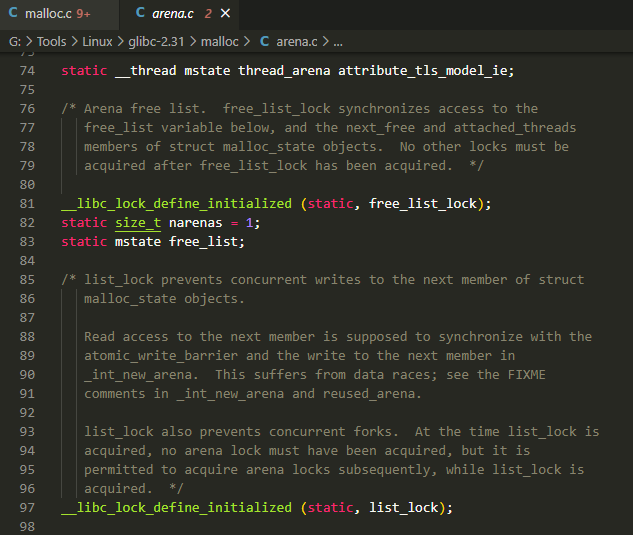 malloc.c 9+
arena.c 2
G: > Tools > Linux > glibc-2.31 > malloc > C arena.c > ...
74 static __thread mstate thread_arena attribute_tls_model_ie;
75
76 /* Arena free list.  free_list_lock synchronizes access to the
77    free_list variable below, and the next_free and attached_threads
78    members of struct malloc_state objects.  No other locks must be
79    acquired after free_list_lock has been acquired.  */
80
81 __libc_lock_define_initialized (static, free_list_lock);
82 static size_t narenas = 1;
83 static mstate free_list;
84
85 /* list_lock prevents concurrent writes to the next member of struct
86    malloc_state objects.
87
88    Read access to the next member is supposed to synchronize with the
89    atomic_write_barrier and the write to the next member in
90    _int_new_arena.  This suffers from data races; see the FIXME
91    comments in _int_new_arena and reused_arena.
92
93    list_lock also prevents concurrent forks.  At the time list_lock is
94    acquired, no arena lock must have been acquired, but it is
95    permitted to acquire arena locks subsequently, while list_lock is
96    acquired.  */
97 __libc_lock_define_initialized (static, list_lock);
98